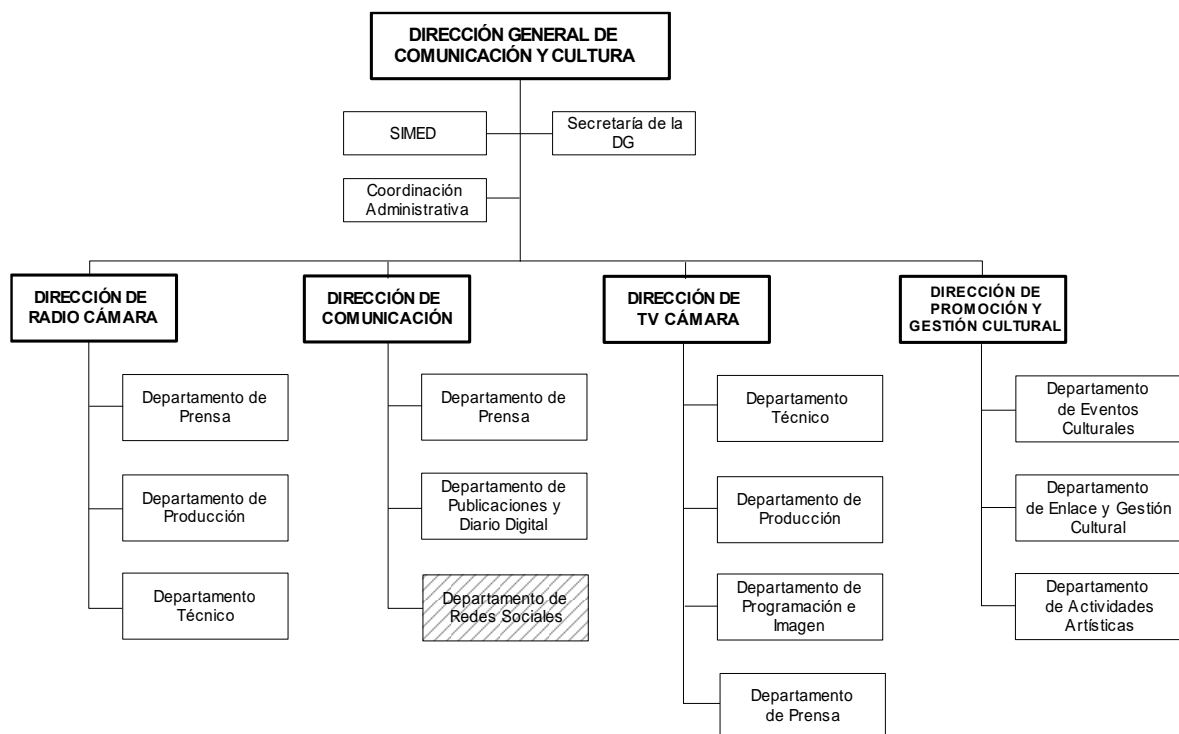 DIRECCIÓN GENERAL DE
COMUNICACIÓN Y CULTURA
SIMED
Secretaría de la
DG
Coordinación
Administrativa
DIRECCIÓN DE
RADIO CÁMARA
Departamento de
Prensa
Departamento de
Producción
Departamento
Técnico
DIRECCIÓN DE
COMUNICACIÓN
Departamento de
Prensa
Departamento de
Publicaciones y
Diario Digital
Departamento de
Redes Sociales
DIRECCIÓN DE
TV CÁMARA
Departamento
Técnico
Departamento de
Producción
Departamento de
Programación e
Imagen
Departamento
de Prensa
DIRECCIÓN DE
PROMOCIÓN Y
GESTIÓN CULTURAL
Departamento
de Eventos
Culturales
Departamento
de Enlace y Gestión
Cultural
Departamento
de Actividades
Artísticas